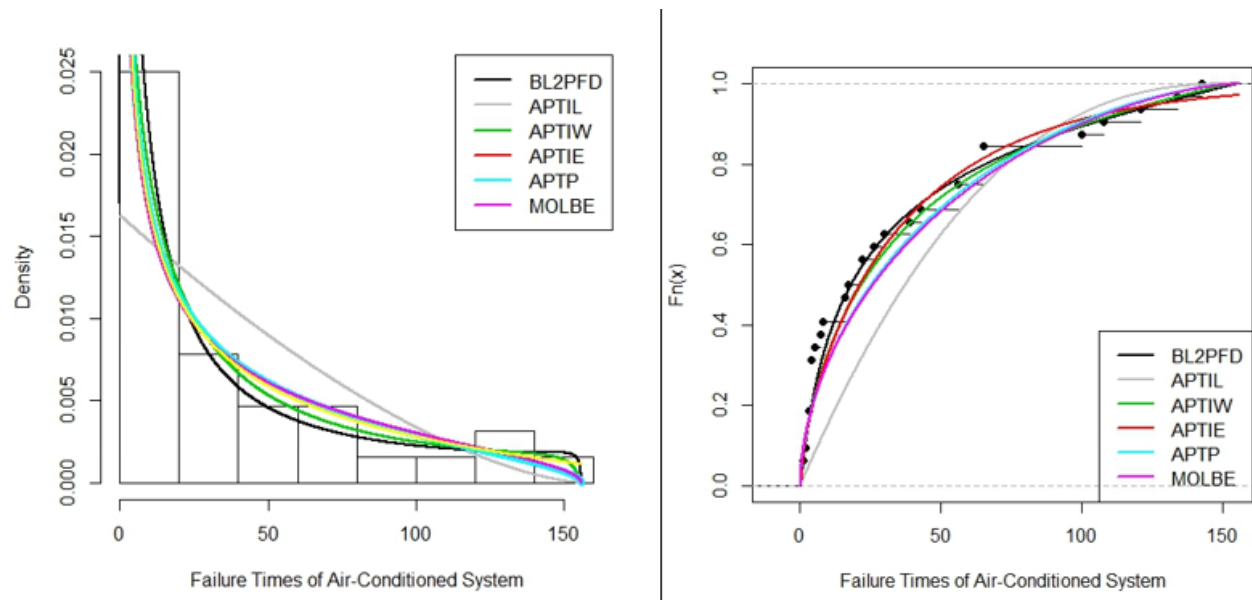 0.025
0.020
0.015
0.010
0.005
0.000
Density
BL2PFD
APTIL
APTIW
APTIE
APTP
MOLBE
0
50
100
150
Failure Times of Air-Conditioned System
1.0
0.8
0.6
0.4
0.2
0.0
Fn(x)
BL2PFD
APTIL
APTIW
APTIE
APTP
MOLBE
0
50
100
150
Failure Times of Air-Conditioned System